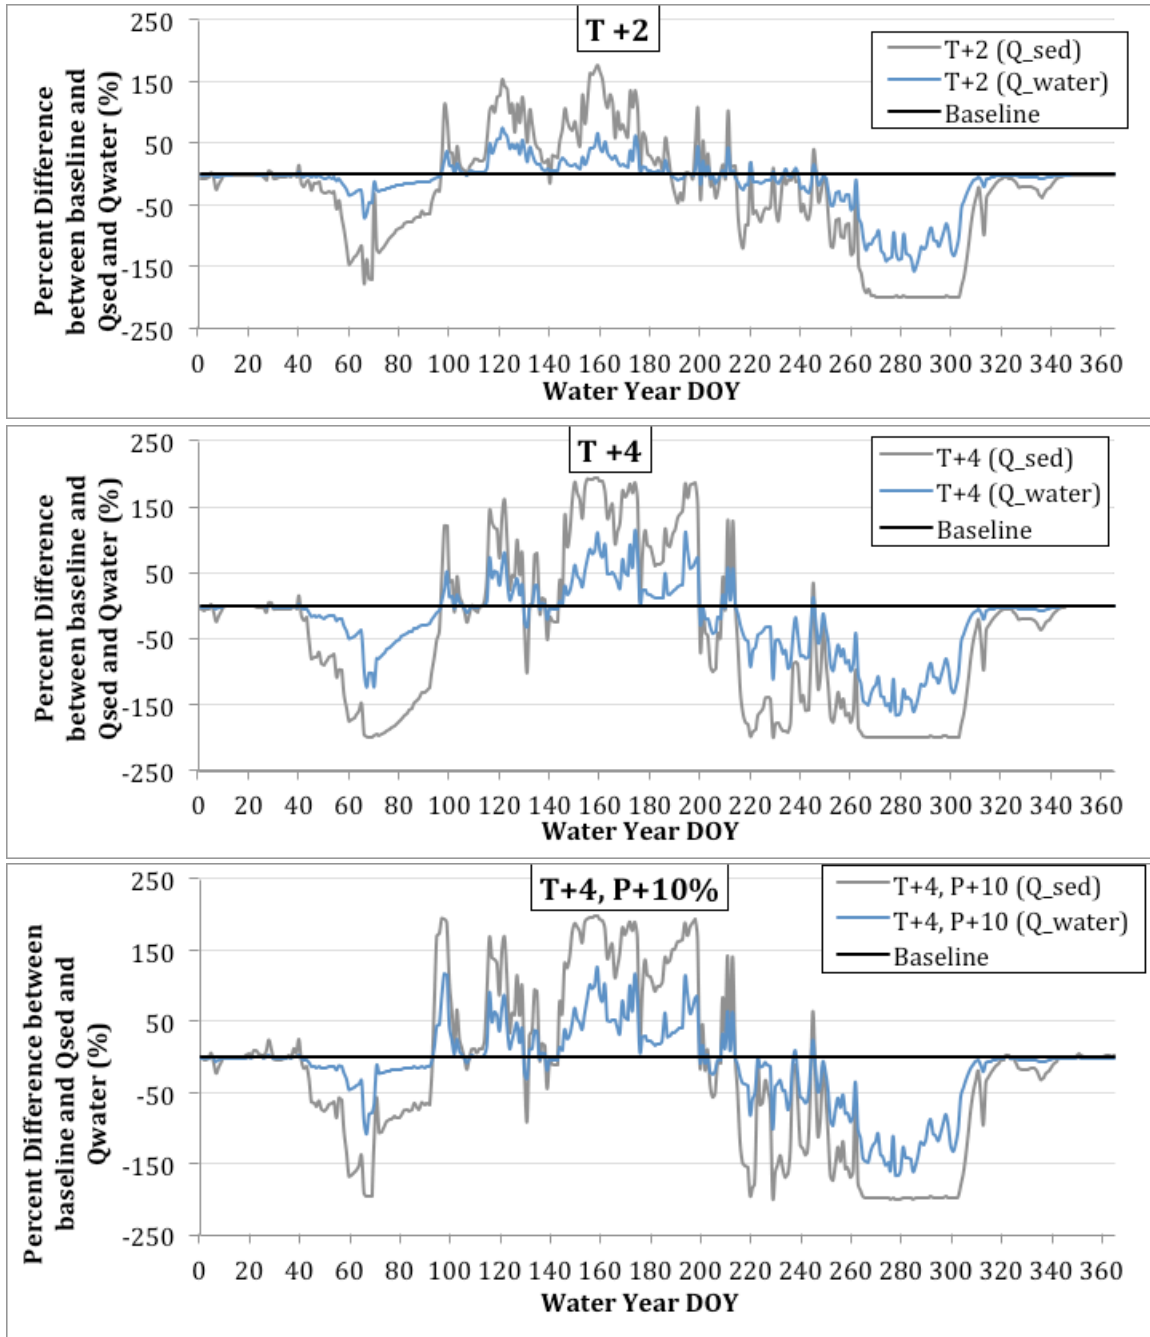 T +2
250
150
50
-50
-150
-250
Percent Difference
between baseline and
Qsed and Qwater (%)
T+2 (Q_sed)
T+2 (Q_water)
Baseline
0 20 40 60 80 100 120 140 160 180 200 220 240 260 280 300 320 340 360
Water Year DOY
T +4
250
150
50
-50
-150
-250
Percent Difference
between baseline and
Qsed and Qwater (%)
T+4 (Q_sed)
T+4 (Q_water)
Baseline
0 20 40 60 80 100 120 140 160 180 200 220 240 260 280 300 320 340 360
Water Year DOY
T+4, P+10%
250
150
50
-50
-150
-250
Percent Difference between
baseline and Qsed and
Qwater (%)
T+4, P+10 (Q_sed)
T+4, P+10 (Q_water)
Baseline
0 20 40 60 80 100 120 140 160 180 200 220 240 260 280 300 320 340 360
Water Year DOY